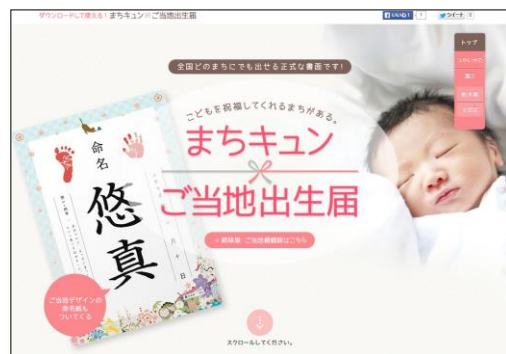 ダウンロードして使える！まちキュン♡ご当地出生届
いいね！
ツイート
トップ
全国どのまちにでも出せる正式な書面です！
こどもを祝福してくれるまちがある。
まちキュン
ご当地出生届
命名
悠真
ご当地デザインの
命名紙も
ついてくる
スクロールしてください。